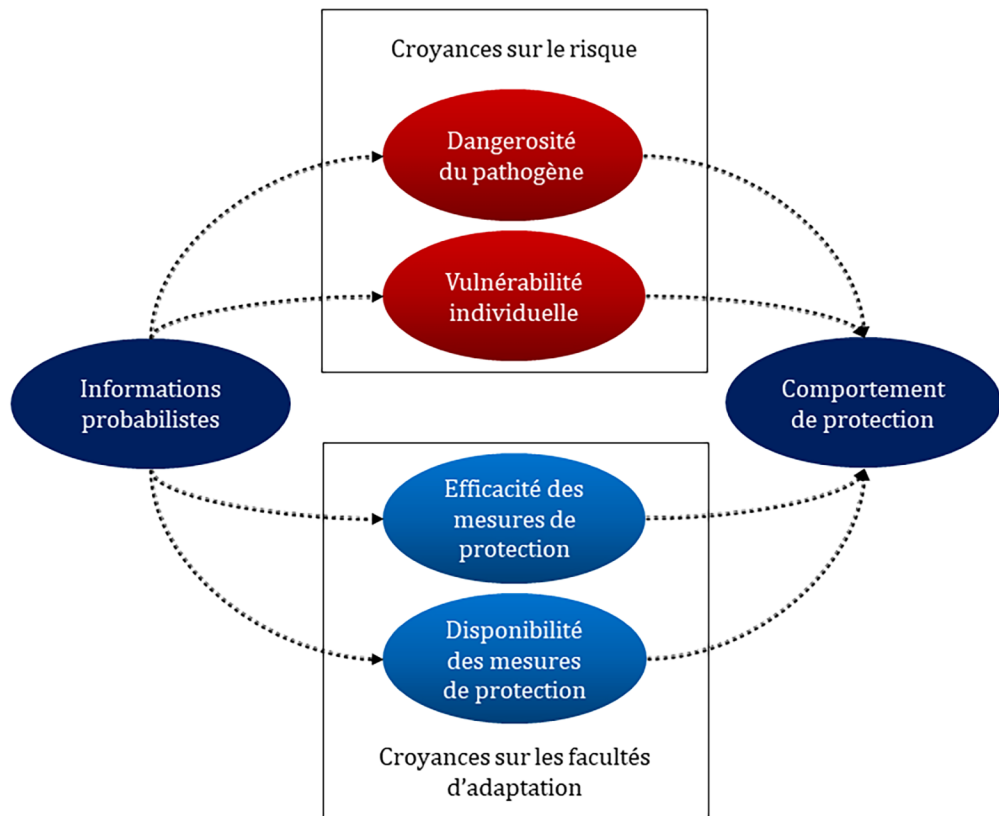 Croyances sur le risque
Dangerosité
du pathogène
Vulnérabilité
individuelle
Informations
probabilistes
Comportement
de protection
Efficacité des
mesures de
protection
Disponibilité
des mesures
de protection
Croyances sur les facultés
d’adaptation